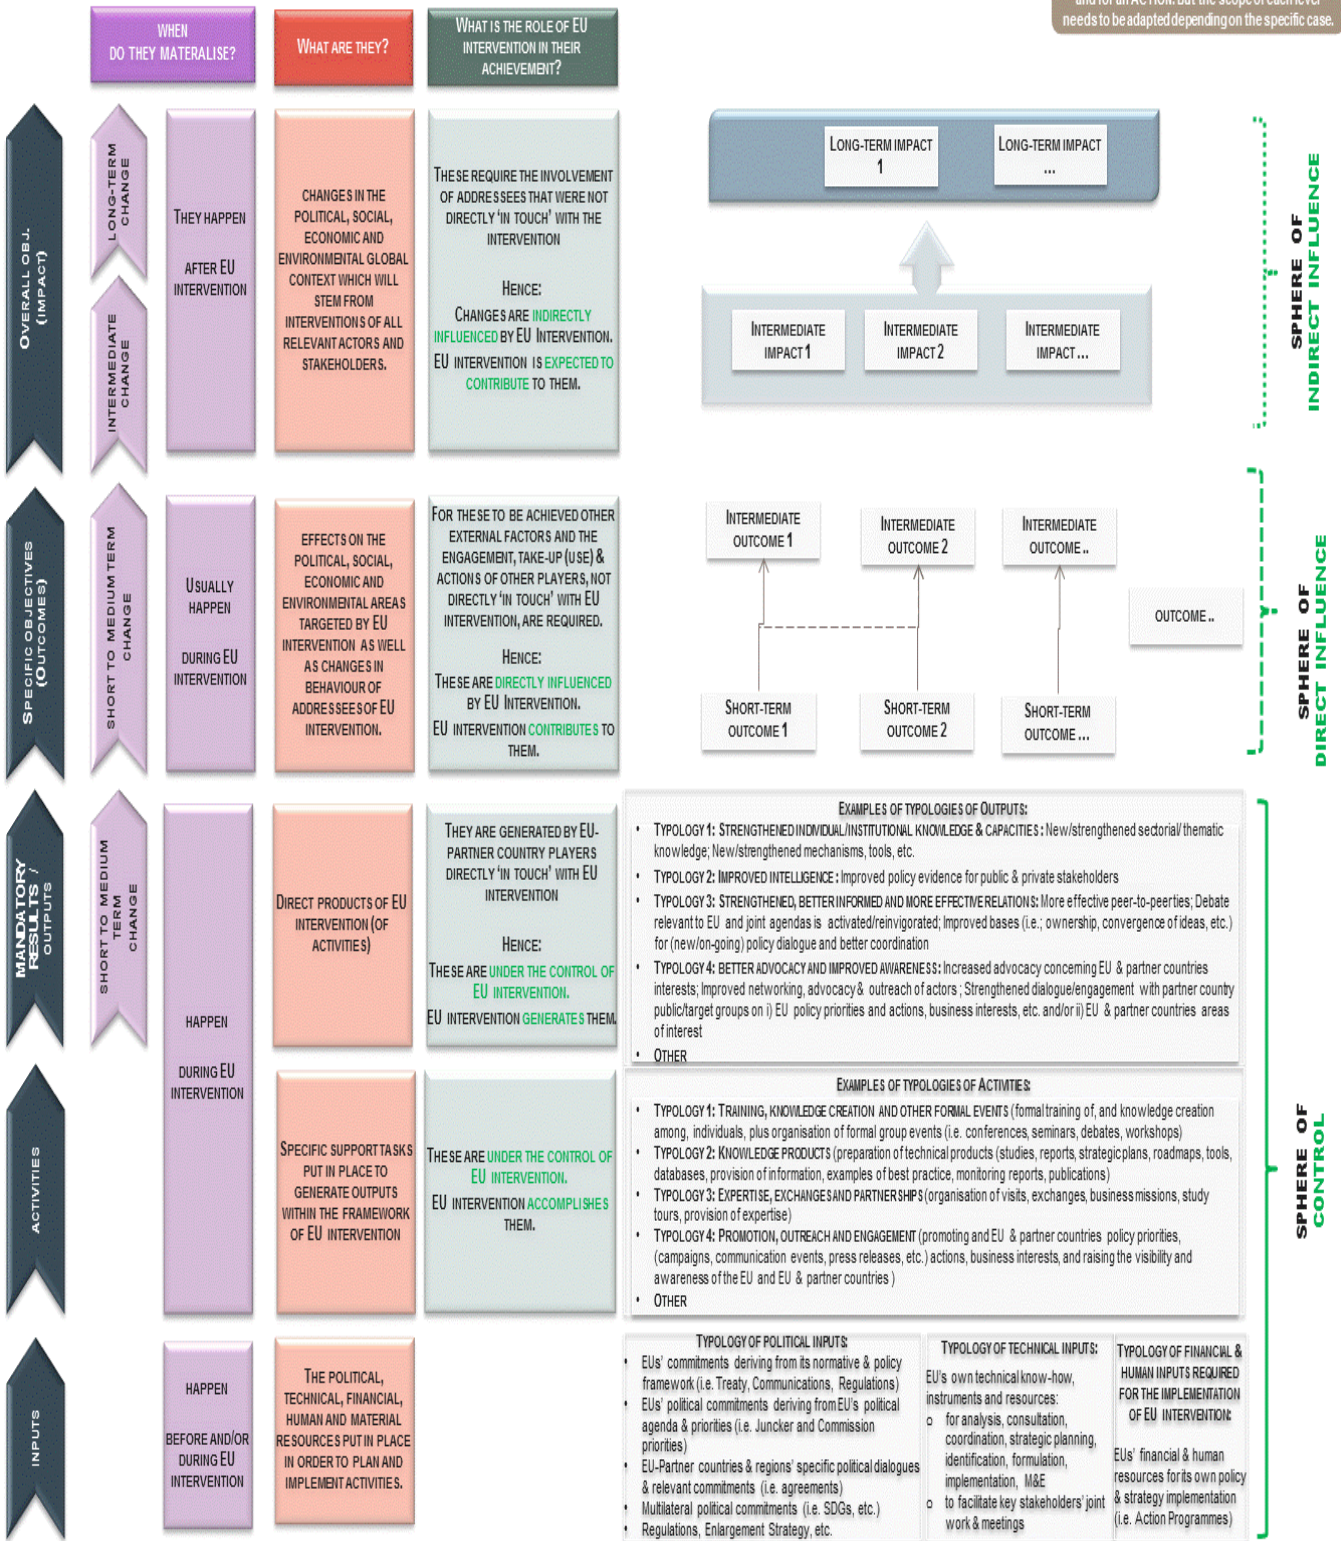 and for an ACTION. But the scope of each level
needs to be adapted depending on the specific case.
WHEN
DO THEY MATERALISE?
WHAT ARE THEY?
WHAT IS THE ROLE OF EU
INTERVENTION IN THEIR
ACHIEVEMENT?
OVERALL OBJ.
(IMPACT)
LONG-TERM
CHANGE
INTERMEDIATE
CHANGE
THEY HAPPEN
AFTER EU
INTERVENTION
CHANGES IN THE
POLITICAL, SOCIAL,
ECONOMIC AND
ENVIRONMENTAL GLOBAL
CONTEXT WHICH WILL
STEM FROM
INTERVENTIONS OF ALL
RELEVANT ACTORS AND
STAKEHOLDERS.
THESE REQUIRE THE INVOLVEMENT
OF ADDRESSEES THAT WERE NOT
DIRECTLY 'IN TOUCH' WITH THE
INTERVENTION
HENCE:
CHANGES ARE INDIRECTLY
INFLUENCED BY EU INTERVENTION.
EU INTERVENTION IS EXPECTED TO
CONTRIBUTE TO THEM.
LONG-TERM IMPACT
1
LONG-TERM IMPACT
...
INTERMEDIATE
IMPACT 1
INTERMEDIATE
IMPACT 2
INTERMEDIATE
IMPACT ...
SPHERE OF
INDIRECT INFLUENCE
SPECIFIC OBJECTIVES
(OUTCOMES)
SHORT TO MEDIUM TERM
CHANGE
USUALLY
HAPPEN
DURING EU
INTERVENTION
EFFECTS ON THE
POLITICAL, SOCIAL,
ECONOMIC AND
ENVIRONMENTAL AREAS
TARGETED BY EU
INTERVENTION AS WELL
AS CHANGES IN
BEHAVIOUR OF
ADDRESSEES OF EU
INTERVENTION.
FOR THESE TO BE ACHIEVED OTHER
EXTERNAL FACTORS AND THE
ENGAGEMENT, TAKE-UP (USE) &
ACTIONS OF OTHER PLAYERS, NOT
DIRECTLY 'IN TOUCH' WITH EU
INTERVENTION, ARE REQUIRED.
HENCE:
THESE ARE DIRECTLY INFLUENCED
BY EU INTERVENTION.
EU INTERVENTION CONTRIBUTES TO
THEM.
INTERMEDIATE
OUTCOME 1
INTERMEDIATE
OUTCOME 2
INTERMEDIATE
OUTCOME ..
OUTCOME ..
SHORT-TERM
OUTCOME 1
SHORT-TERM
OUTCOME 2
SHORT-TERM
OUTCOME ...
SPHERE OF
DIRECT INFLUENCE
MANDATORY
RESULTS /
OUTPUTS
SHORT TO MEDIUM
TERM
CHANGE
HAPPEN
DURING EU
INTERVENTION
DIRECT PRODUCTS OF EU
INTERVENTION (OF
ACTIVITIES)
THEY ARE GENERATED BY EU-
PARTNER COUNTRY PLAYERS
DIRECTLY 'IN TOUCH' WITH EU
INTERVENTION
HENCE:
THESE ARE UNDER THE CONTROL OF
EU INTERVENTION.
EU INTERVENTION GENERATES THEM.
EXAMPLES OF TYPOLOGIES OF OUTPUTS:
• TYPOLOGY 1: STRENGTHENED INDIVIDUAL/INSTITUTIONAL KNOWLEDGE & CAPACITIES : New/strengthened sectorial/ thematic
knowledge; New/strengthened mechanisms, tools, etc.
• TYPOLOGY 2: IMPROVED INTELLIGENCE : Improved policy evidence for public & private stakeholders
• TYPOLOGY 3: STRENGTHENED, BETTER INFORMED AND MORE EFFECTIVE RELATIONS: More effective peer-to-peerties; Debate
relevant to EU and joint agendas is activated/reinvigorated; Improved bases (i.e.; ownership, convergence of ideas, etc.)
for (new/on-going) policy dialogue and better coordination
• TYPOLOGY 4: BETTER ADVOCACY AND IMPROVED AWARENESS: Increased advocacy concerning EU & partner countries
interests; Improved networking, advocacy & outreach of actors ; Strengthened dialogue/engagement with partner country
public/target groups on i) EU policy priorities and actions, business interests, etc. and/or ii) EU & partner countries areas
of interest
• OTHER
ACTIVITIES
SPECIFIC SUPPORT TASKS
PUT IN PLACE TO
GENERATE OUTPUTS
WITHIN THE FRAMEWORK
OF EU INTERVENTION
THESE ARE UNDER THE CONTROL OF
EU INTERVENTION.
EU INTERVENTION ACCOMPLISHES
THEM.
EXAMPLES OF TYPOLOGIES OF ACTIVITIES:
• TYPOLOGY 1: TRAINING, KNOWLEDGE CREATION AND OTHER FORMAL EVENTS (formal training of, and knowledge creation
among, individuals, plus organisation of formal group events (i.e. conferences, seminars, debates, workshops)
• TYPOLOGY 2: KNOWLEDGE PRODUCTS (preparation of technical products (studies, reports, strategic plans, roadmaps, tools,
databases, provision of information, examples of best practice, monitoring reports, publications)
• TYPOLOGY 3: EXPERTISE, EXCHANGES AND PARTNERSHIPS (organisation of visits, exchanges, business missions, study
tours, provision of expertise)
• TYPOLOGY 4: PROMOTION, OUTREACH AND ENGAGEMENT (promoting and EU & partner countries policy priorities,
(campaigns, communication events, press releases, etc.) actions, business interests, and raising the visibility and
awareness of the EU and EU & partner countries )
• OTHER
SPHERE OF
CONTROL
INPUTS
HAPPEN
BEFORE AND/OR
DURING EU
INTERVENTION
THE POLITICAL,
TECHNICAL, FINANCIAL,
HUMAN AND MATERIAL
RESOURCES PUT IN PLACE
IN ORDER TO PLAN AND
IMPLEMENT ACTIVITIES.
TYPOLOGY OF POLITICAL INPUTS:
• EUs' commitments deriving from its normative & policy
framework (i.e. Treaty, Communications, Regulations)
• EUs' political commitments deriving from EU's political
agenda & priorities (i.e. Juncker and Commission
priorities)
• EU-Partner countries & regions' specific political dialogues
& relevant commitments (i.e. agreements)
• Multilateral political commitments (i.e. SDGs, etc.)
• Regulations, Enlargement Strategy, etc.
TYPOLOGY OF TECHNICAL INPUTS:
EU's own technical know-how,
instruments and resources:
o for analysis, consultation,
coordination, strategic planning,
identification, formulation,
implementation, M&E
o to facilitate key stakeholders' joint
work & meetings
TYPOLOGY OF FINANCIAL &
HUMAN INPUTS REQUIRED
FOR THE IMPLEMENTATION
OF EU INTERVENTION:
EUs' financial & human
resources for its own policy
& strategy implementation
(i.e. Action Programmes)